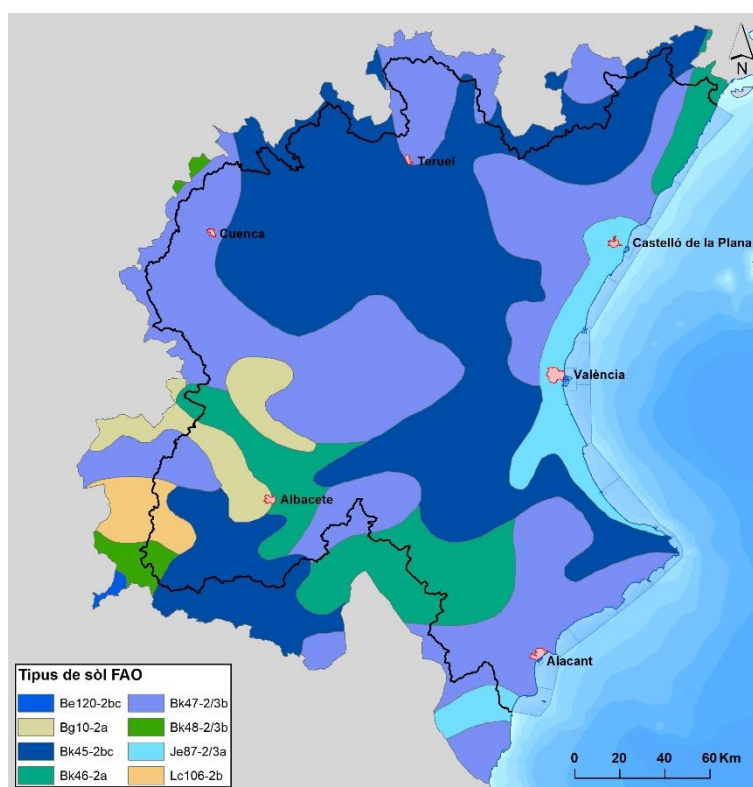 N
Teruel
Cuenca
Castelló de la Plana
València
Albacete
Alacant
Tipus de sòl FAO
Be120-2bc
Bg10-2a
Bk45-2bc
Bk46-2a
Bk47-2/3b
Bk48-2/3b
Je87-2/3a
Lc106-2b
0 20 40 60 Km